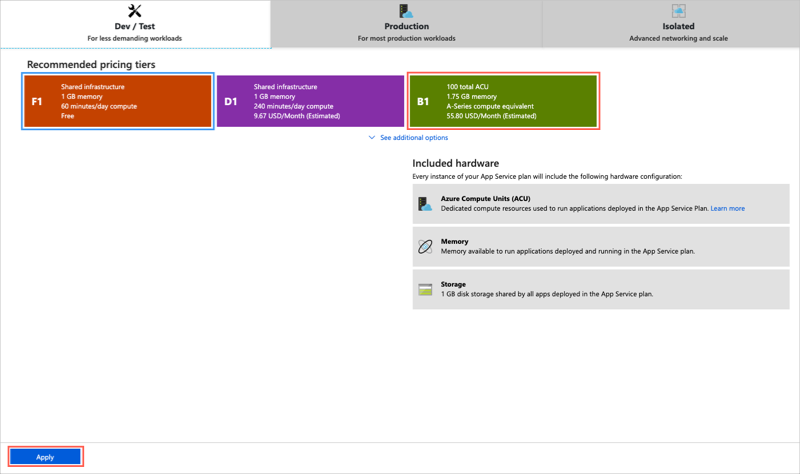 Dev / Test
For less demanding workloads
Production
For most production workloads
Isolated
Advanced networking and scale
Recommended pricing tiers
F1
Shared infrastructure
1 GB memory
60 minutes/day compute
Free
D1
Shared infrastructure
1 GB memory
240 minutes/day compute
9.67 USD/Month (Estimated)
B1
100 total ACU
1.75 GB memory
A-Series compute equivalent
55.80 USD/Month (Estimated)
See additional options
Included hardware
Every instance of your App Service plan will include the following hardware configuration:
Azure Compute Units (ACU)
Dedicated compute resources used to run applications deployed in the App Service Plan. Learn more
Memory
Memory available to run applications deployed and running in the App Service plan.
Storage
1 GB disk storage shared by all apps deployed in the App Service plan.
Apply